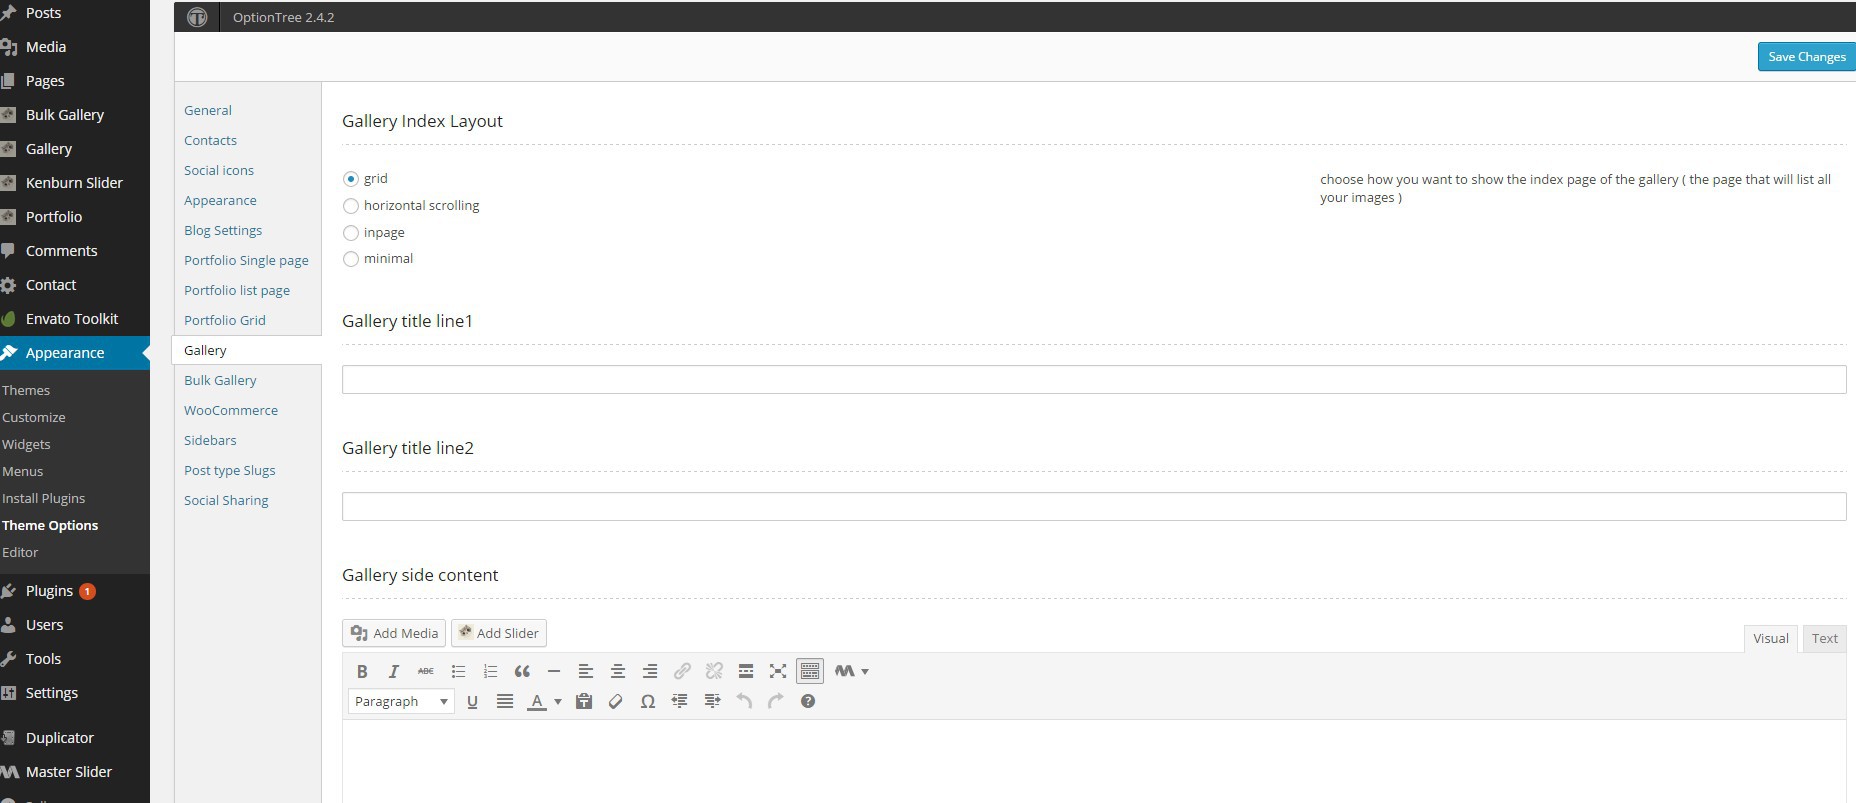 Posts
Media
Pages
Bulk Gallery
Gallery
Kenburn Slider
Portfolio
Comments
Contact
Envato Toolkit
Appearance
Themes
Customize
Widgets
Menus
Install Plugins
Theme Options
Editor
Plugins 1
Users
Tools
Settings
Duplicator
Master Slider
OptionTree 2.4.2
Save Changes
General
Contacts
Social icons
Appearance
Blog Settings
Portfolio Single page
Portfolio list page
Portfolio Grid
Gallery
Bulk Gallery
WooCommerce
Sidebars
Post type Slugs
Social Sharing
Gallery Index Layout
grid
horizontal scrolling
inpage
minimal
choose how you want to show the index page of the gallery ( the page that will list all
your images )
Gallery title line1
Gallery title line2
Gallery side content
Add Media
Add Slider
Visual
Text
B I ABC
Paragraph U A Ω ?